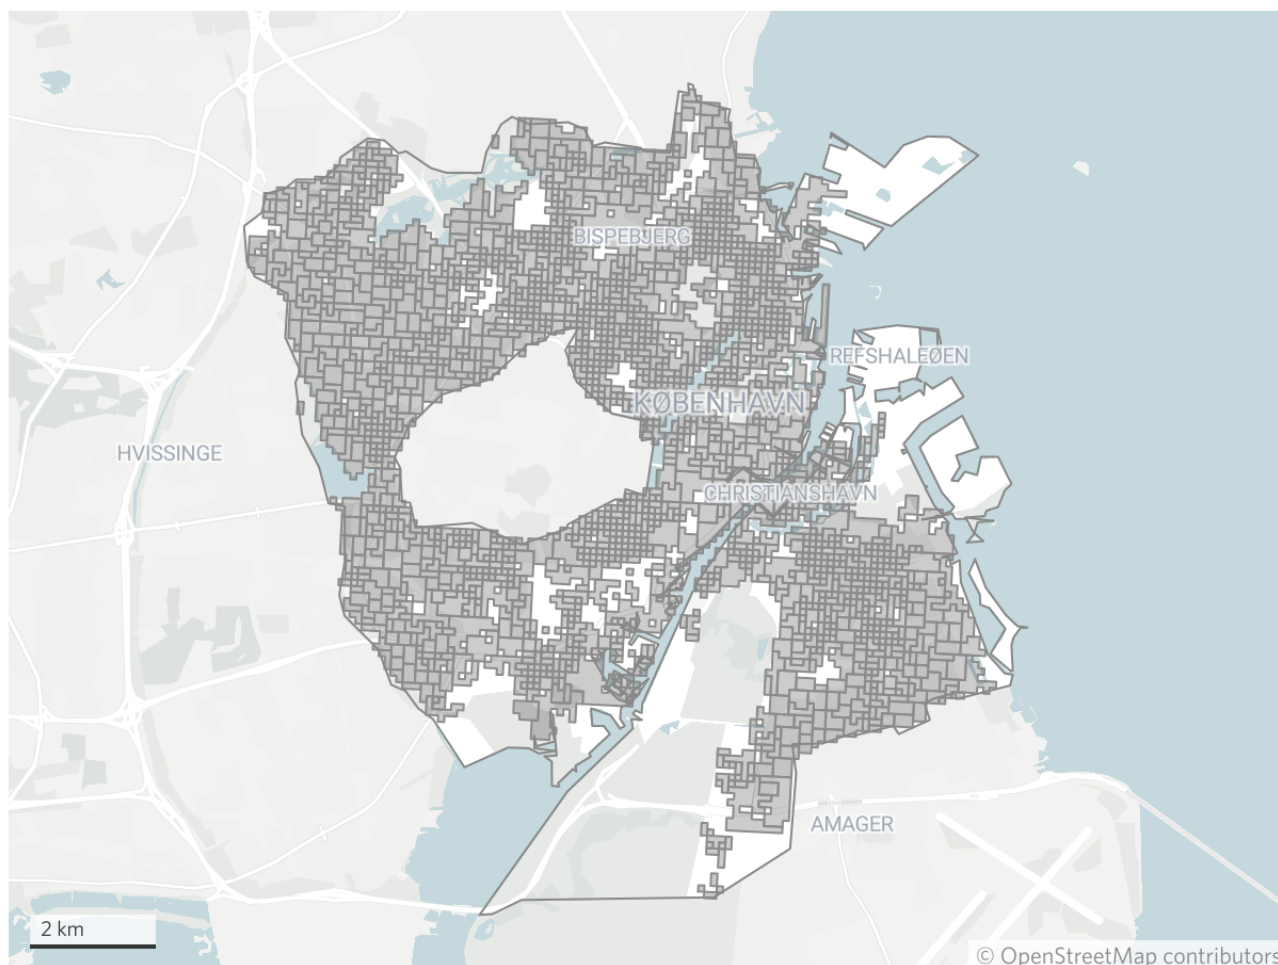 BISPEBJERG
REFSHALEØEN
KØBENHAVN
HVISSINGE
CHRISTIANSHAVN
AMAGER
2 km
© OpenStreetMap contributors